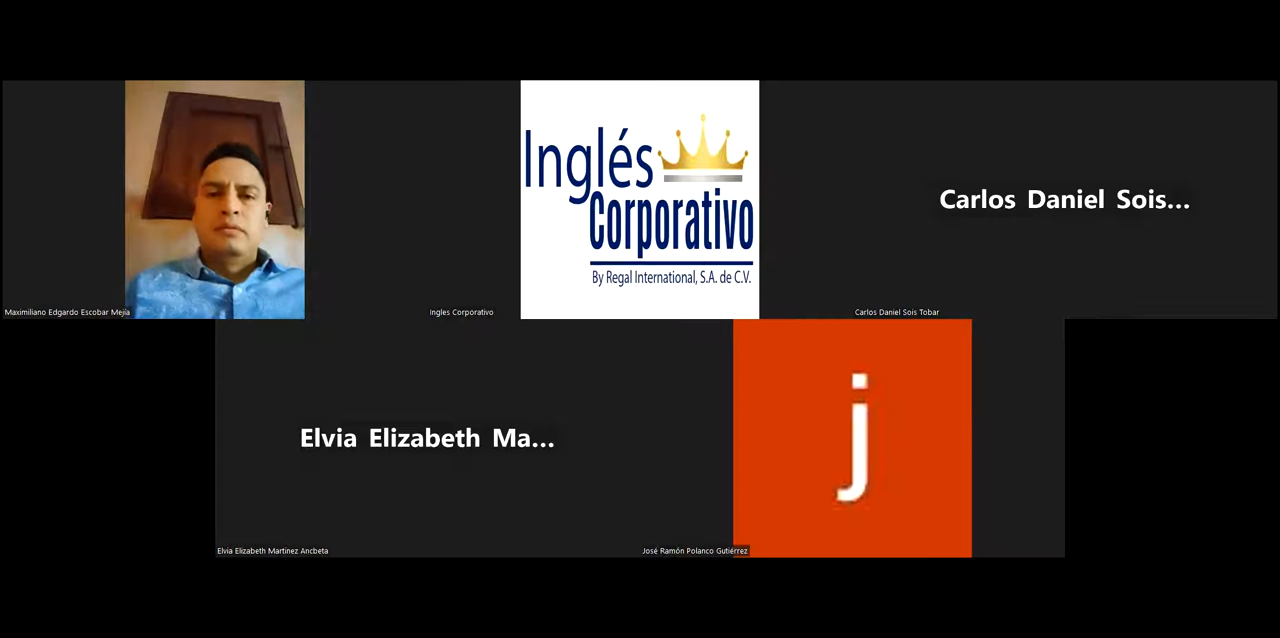 Inglés
Corporativo
By Regal International, S.A. de C.V.
Carlos Daniel Sois...
Maximiliano Edgardo Escobar Mejía
Ingles Corporativo
Carlos Daniel Sois Tobar
Elvia Elizabeth Ma...
j
Elvia Elizabeth Martinez Ancbeta
José Ramón Polanco Gutiérrez